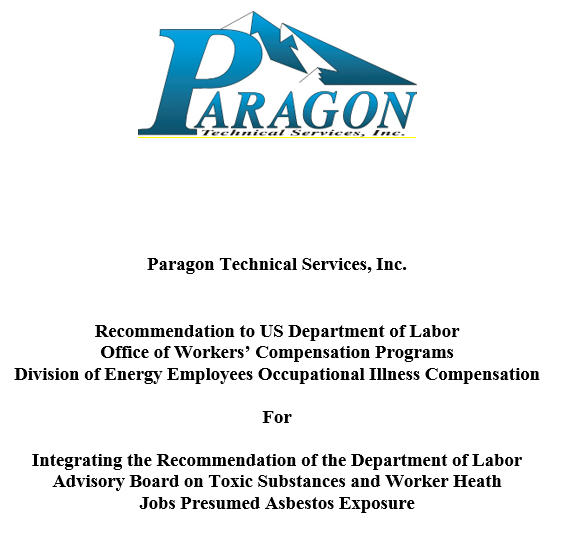 PARAGON
Technical Services, Inc.
Paragon Technical Services, Inc.
Recommendation to US Department of Labor
Office of Workers’ Compensation Programs
Division of Energy Employees Occupational Illness Compensation
For
Integrating the Recommendation of the Department of Labor
Advisory Board on Toxic Substances and Worker Heath
Jobs Presumed Asbestos Exposure